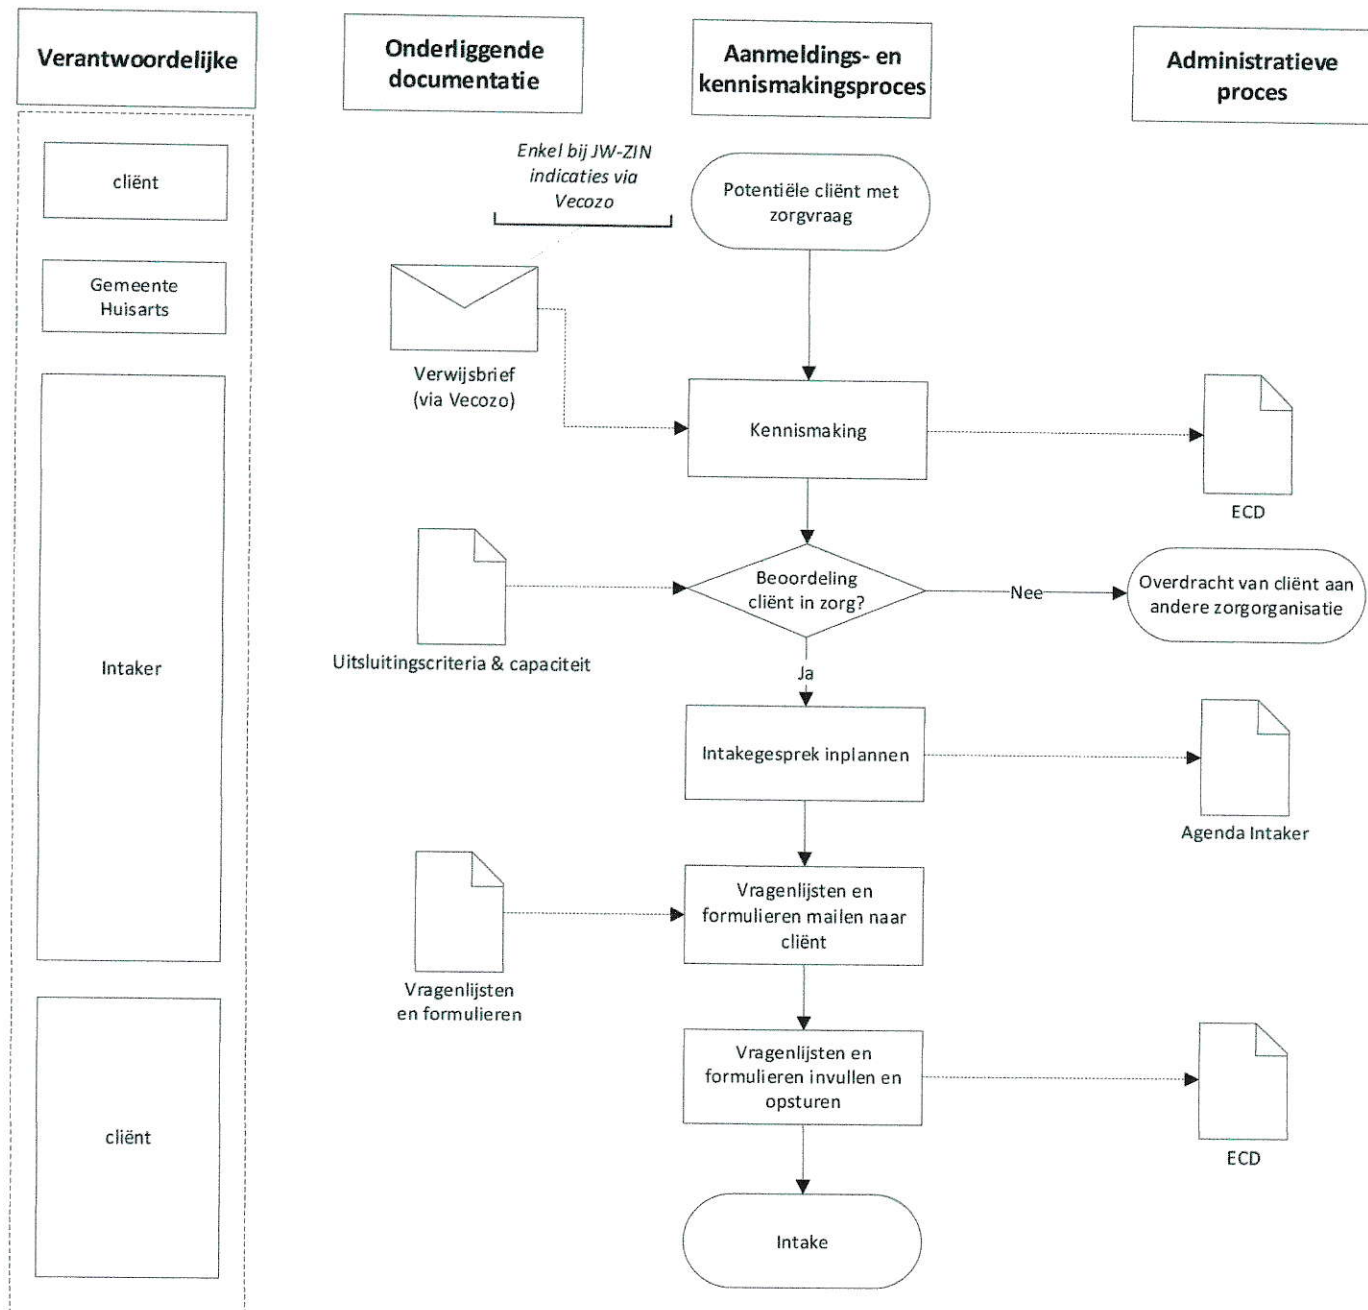 Verantwoordelijke
Onderliggende
documentatie
Aanmeldings- en
kennismakingsproces
Administratieve
proces
cliënt
Enkel bij JW-ZIN
indicaties via
Vecozo
Potentiële cliënt met
zorgvraag
Gemeente
Huisarts
Verwijsbrief
(via Vecozo)
Kennismaking
ECD
Beoordeling
cliënt in zorg?
Nee
Overdracht van cliënt aan
andere zorgorganisatie
Uitsluitingscriteria & capaciteit
Intaker
Ja
Intakegesprek inplannen
Agenda Intaker
Vragenlijsten en
formulieren mailen naar
cliënt
Vragenlijsten
en formulieren
Vragenlijsten en
formulieren invullen en
opsturen
ECD
cliënt
Intake